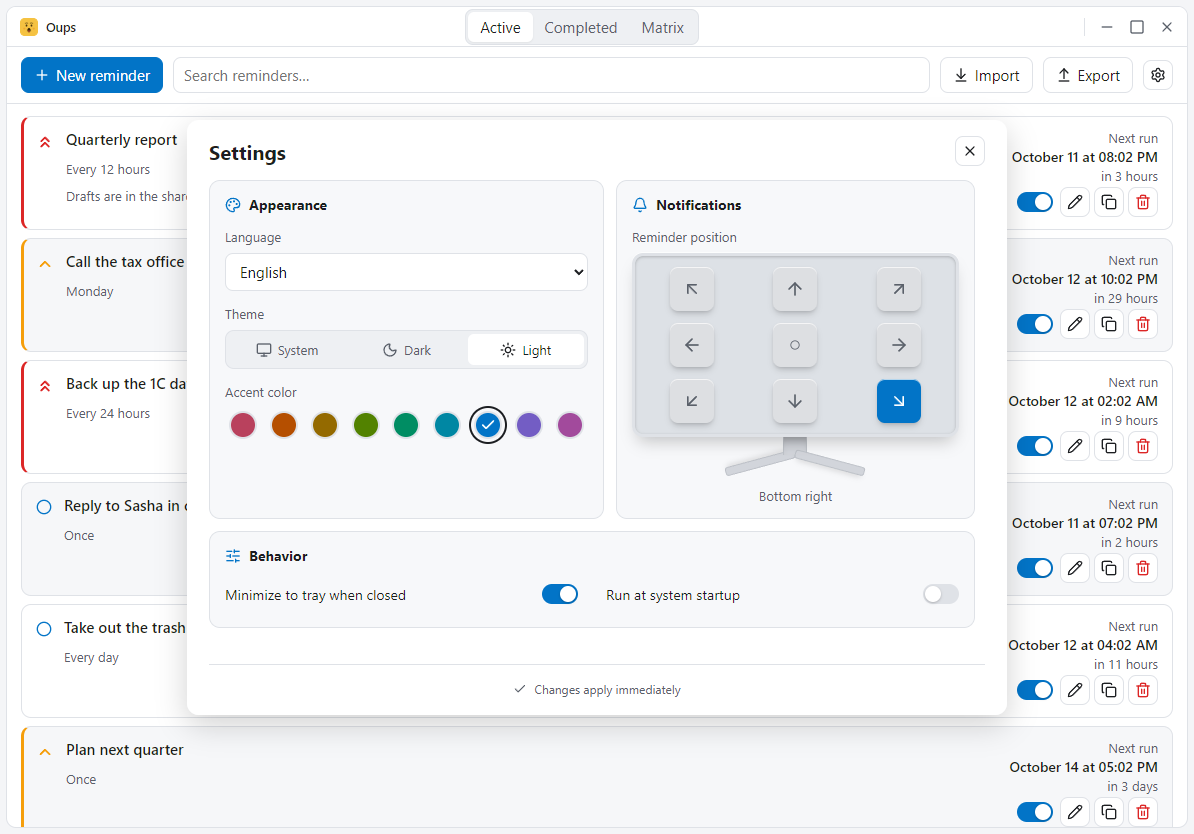 Oups
Active Completed Matrix
New reminder
Search reminders...
Import
Export
Quarterly report
Every 12 hours
Drafts are in the
Next run
October 11 at 08:02 PM
in 3 hours
Call the tax office
Monday
Next run
October 12 at 10:02 PM
in 29 hours
Back up the 1C
Every 24 hours
Next run
October 12 at 02:02 AM
in 9 hours
Reply to Sasha in
Once
Next run
October 11 at 07:02 PM
in 2 hours
Take out the trash
Every day
Next run
October 12 at 04:02 AM
in 11 hours
Plan next quarter
Once
Next run
October 14 at 05:02 PM
in 3 days
Settings
Appearance
Language
English
Theme
System Dark Light
Accent color
Notifications
Reminder position
Bottom right
Behavior
Minimize to tray when closed
Run at system startup
Changes apply immediately